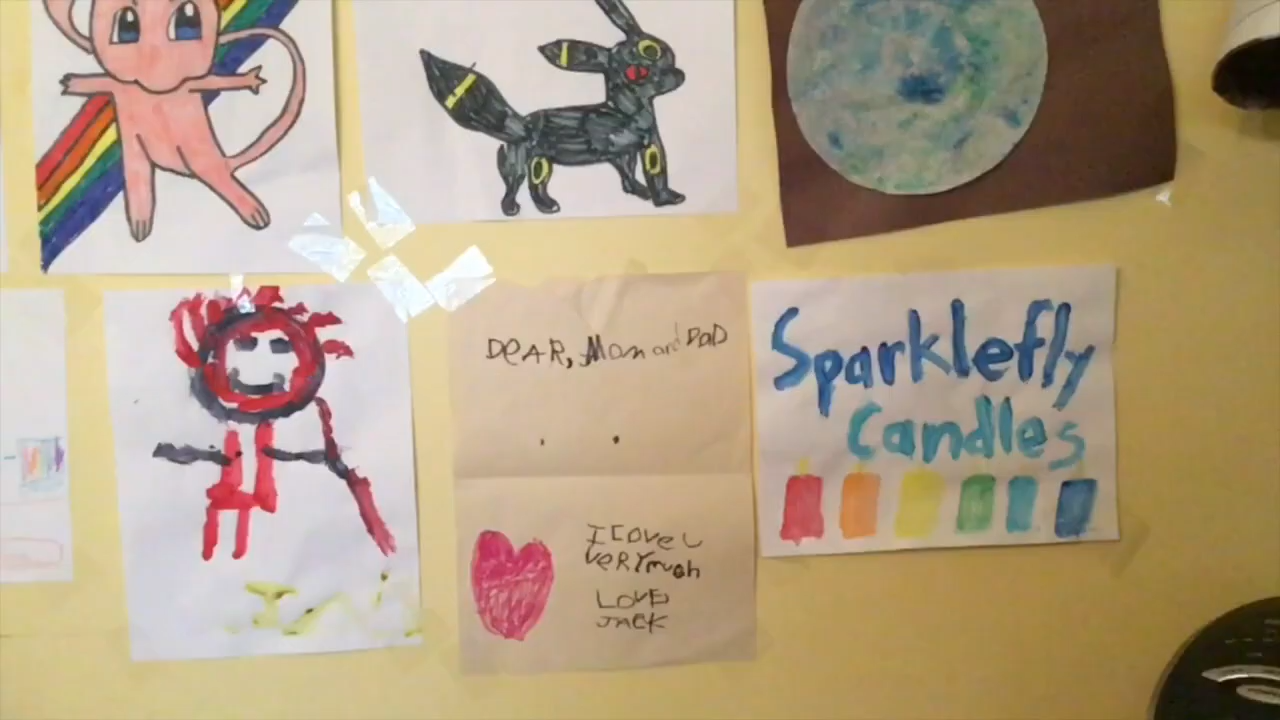 DEAR, Mom and DAD
I LOVE U
VERY much
LOVE
JACK
Sparklefly
Candles